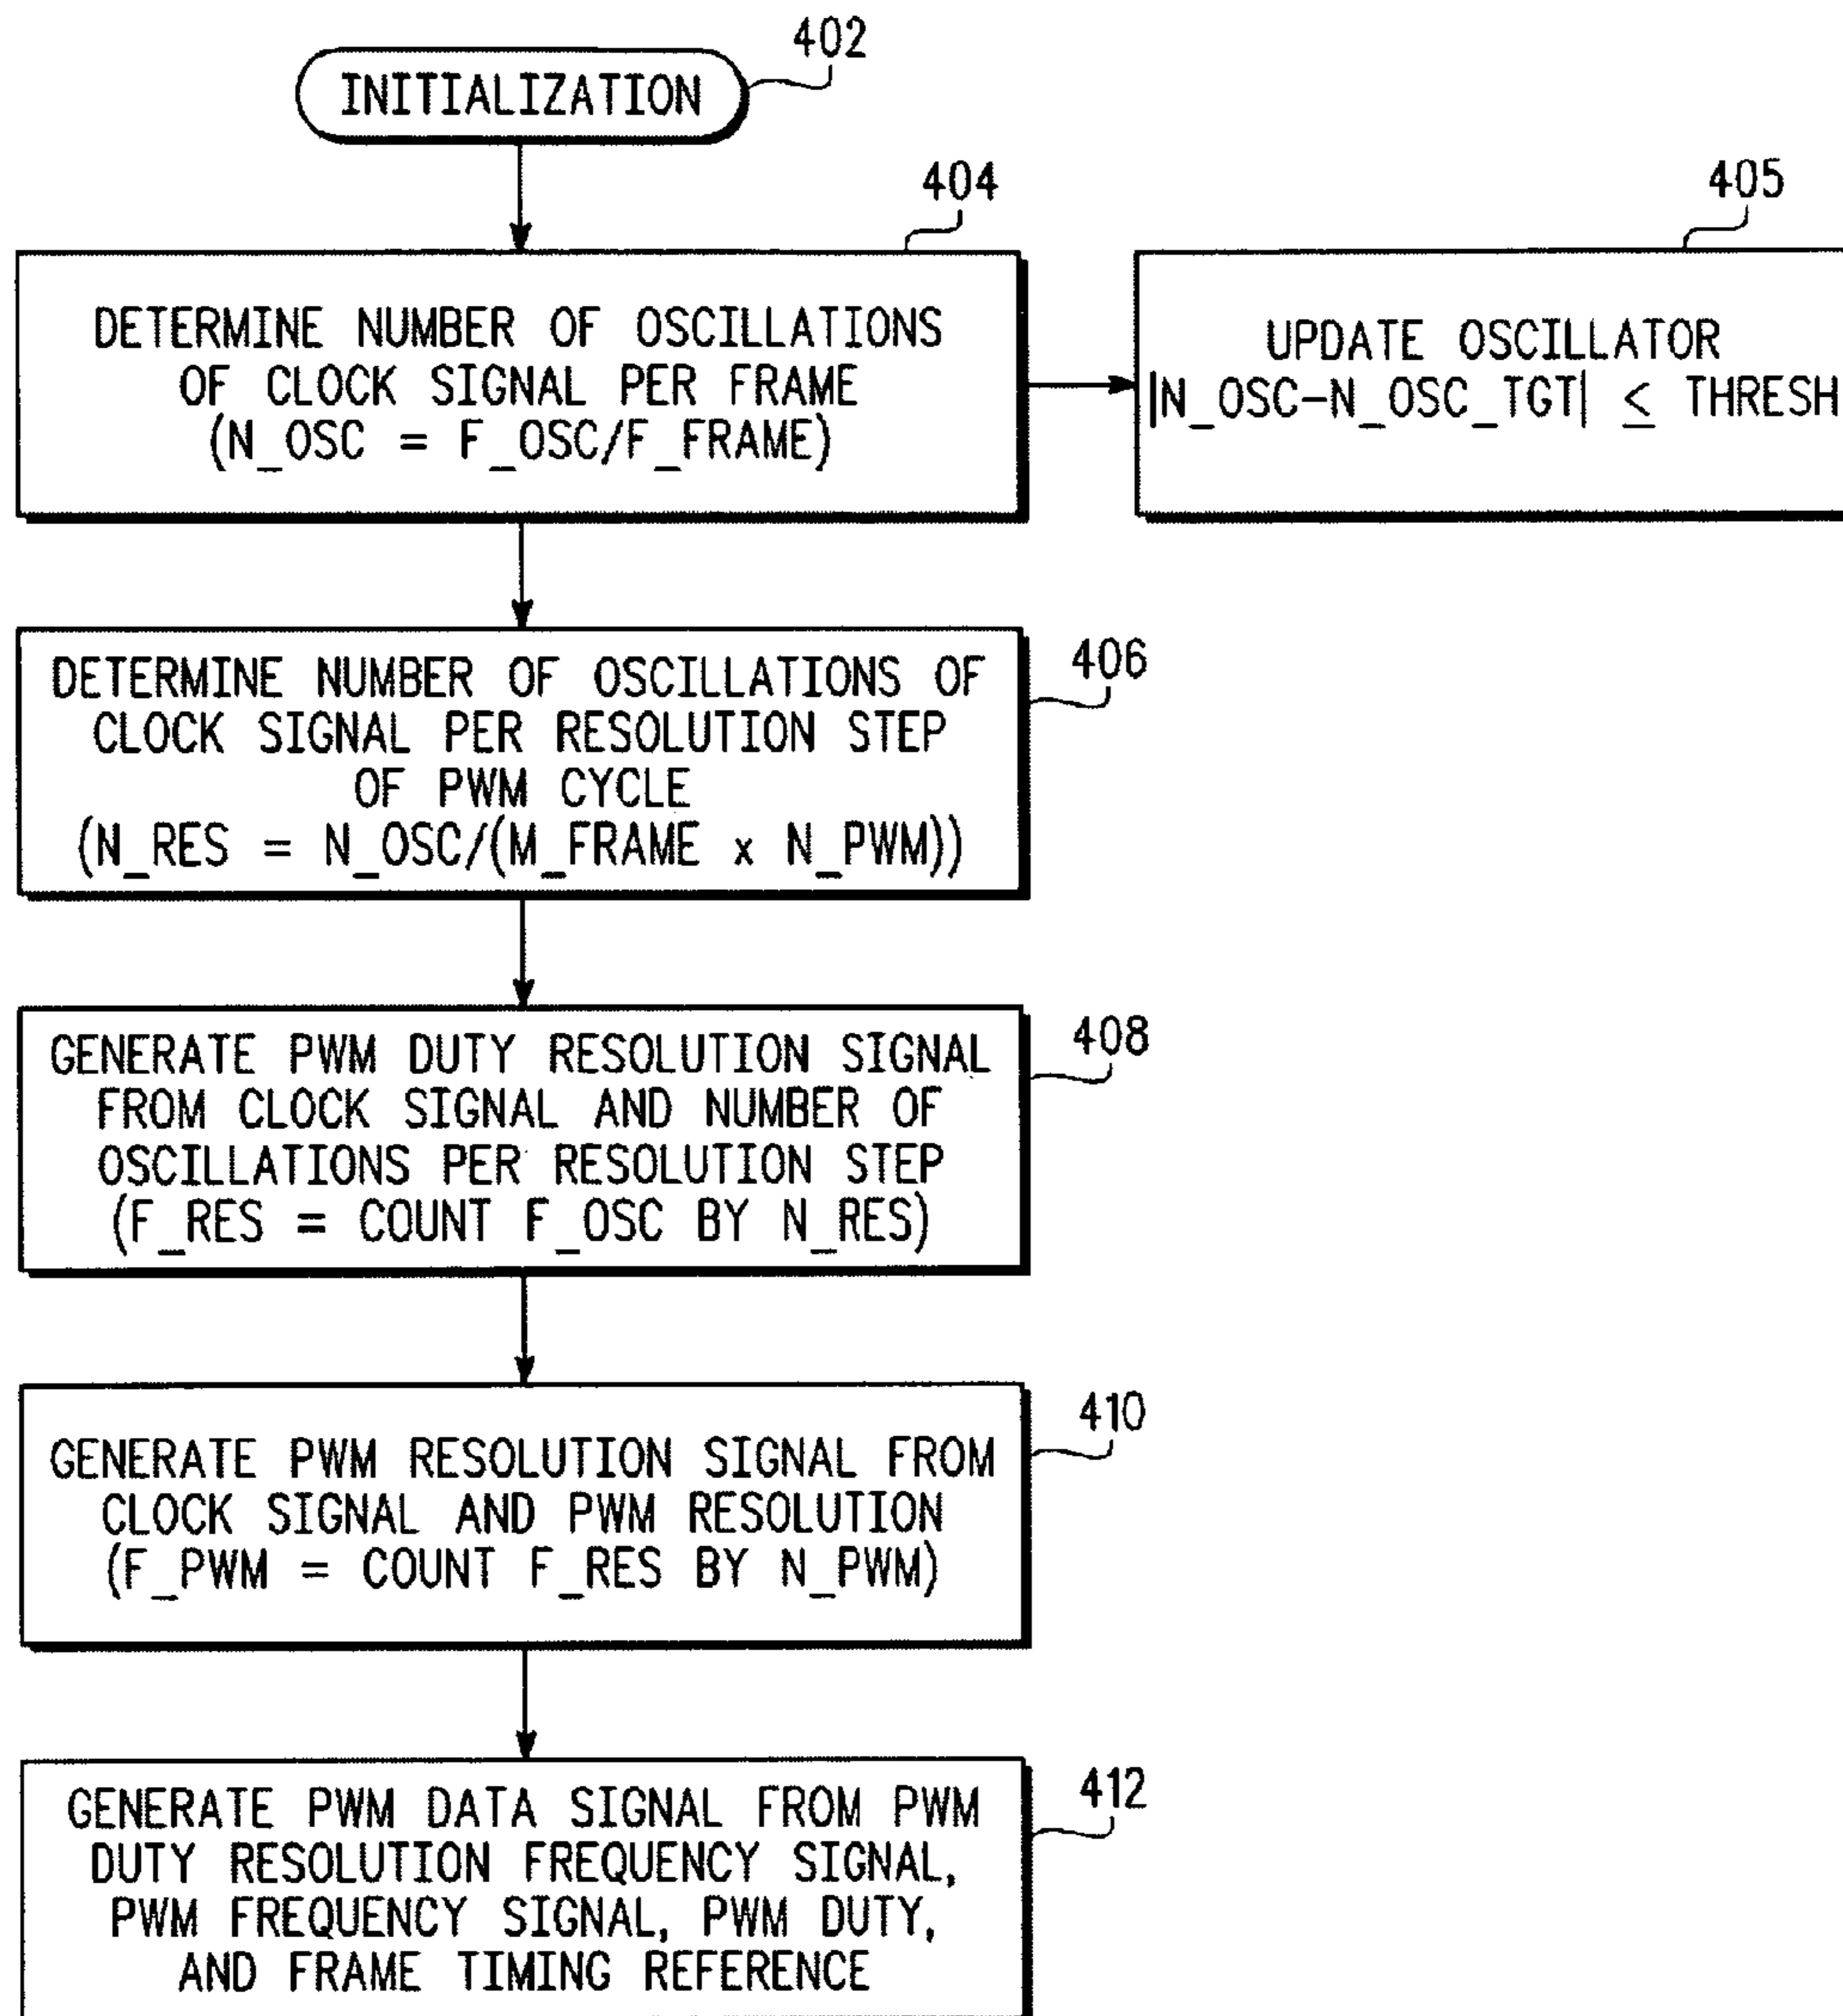 402
INITIALIZATION
404
405
DETERMINE NUMBER OF OSCILLATIONS
OF CLOCK SIGNAL PER FRAME
(N_OSC = F_OSC/F_FRAME)
UPDATE OSCILLATOR
|N_OSC-N_OSC_TGT| ≤ THRESH
406
DETERMINE NUMBER OF OSCILLATIONS OF
CLOCK SIGNAL PER RESOLUTION STEP
OF PWM CYCLE
(N_RES = N_OSC/(M_FRAME x N_PWM))
408
GENERATE PWM DUTY RESOLUTION SIGNAL
FROM CLOCK SIGNAL AND NUMBER OF
OSCILLATIONS PER RESOLUTION STEP
(F_RES = COUNT F_OSC BY N_RES)
410
GENERATE PWM RESOLUTION SIGNAL FROM
CLOCK SIGNAL AND PWM RESOLUTION
(F_PWM = COUNT F_RES BY N_PWM)
412
GENERATE PWM DATA SIGNAL FROM PWM
DUTY RESOLUTION FREQUENCY SIGNAL,
PWM FREQUENCY SIGNAL, PWM DUTY,
AND FRAME TIMING REFERENCE